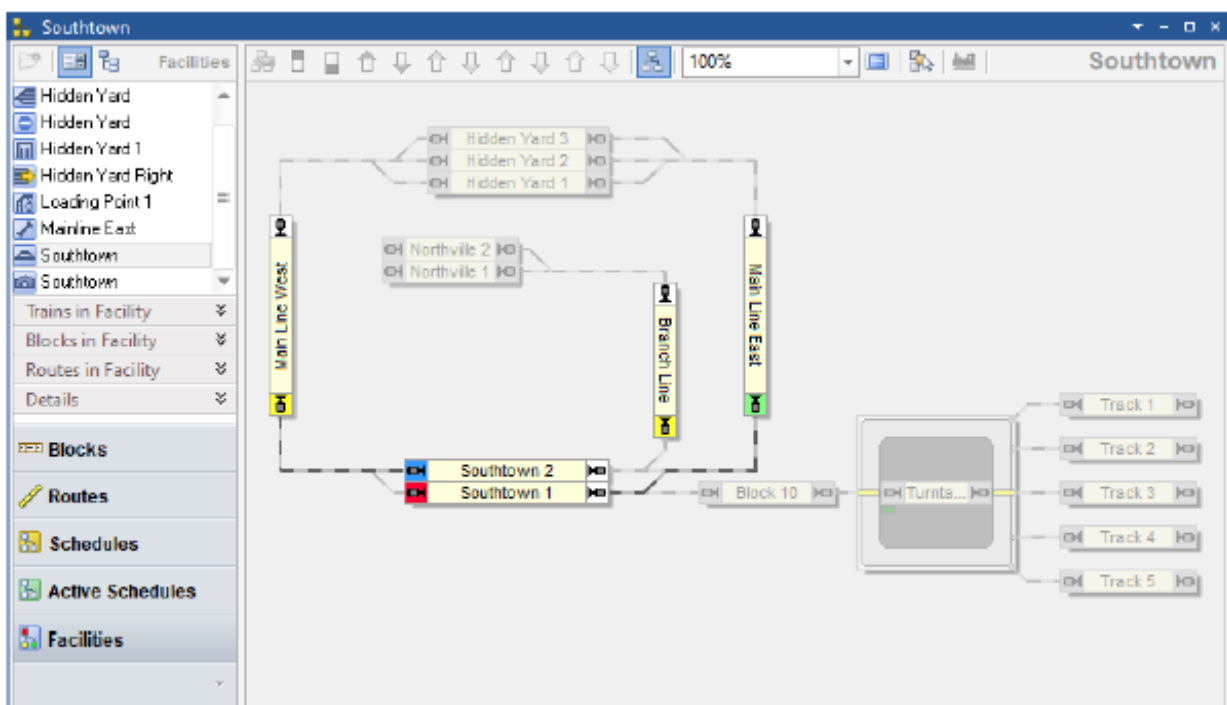 Southtown
Facilities
100%
Southtown
Hidden Yard
Hidden Yard
Hidden Yard 1
Hidden Yard Right
Loading Point 1
Mainline East
Southtown
Southtown
Trains in Facility
Blocks in Facility
Routes in Facility
Details
Blocks
Routes
Schedules
Active Schedules
Facilities
Hidden Yard 3
Hidden Yard 2
Hidden Yard 1
Northville 2
Northville 1
Main Line West
Branch Line
Main Line East
Southtown 2
Southtown 1
Block 10
Turnta...
Track 1
Track 2
Track 3
Track 4
Track 5